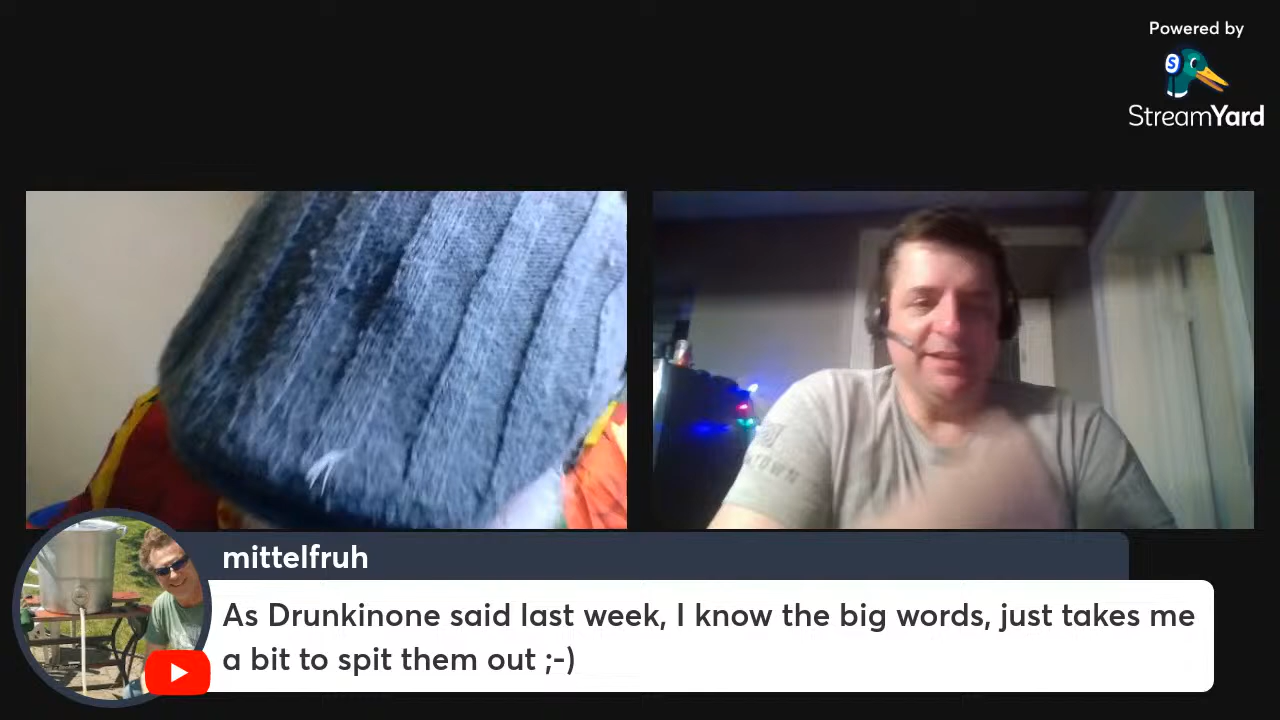 Powered by
StreamYard
mittelfruh
As Drunkinone said last week, I know the big words, just takes me
a bit to spit them out ;-)